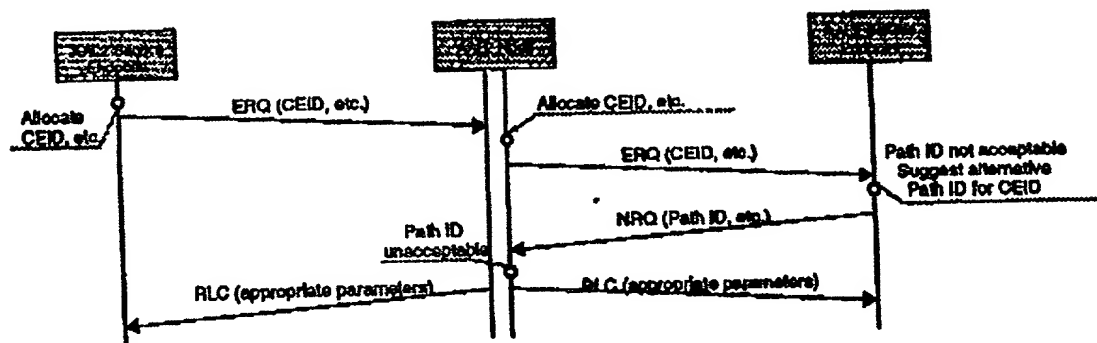 Allocate
CEID, etc.
ERQ (CEID, etc.)
Allocate CEID, etc.
ERQ (CEID, etc.)
Path ID not acceptable
Suggest alternative
Path ID for CEID
NRQ (Path ID, etc.)
Path ID
unacceptable
RLC (appropriate parameters)
RLC (appropriate parameters)